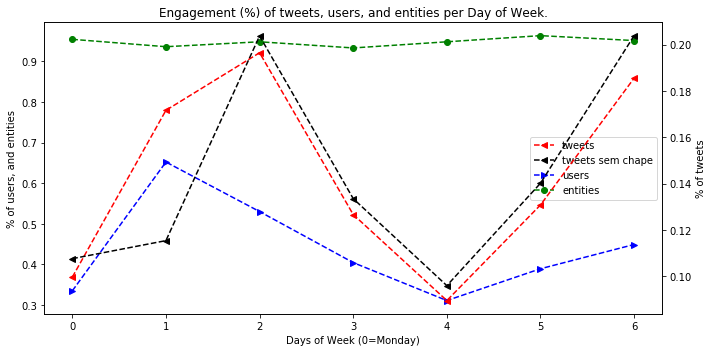 Engagement (%) of tweets, users, and entities per Day of Week.
% of users, and entities
0.9
0.8
0.7
0.6
0.5
0.4
0.3
0.20
0.18
0.16
0.14
0.12
0.10
% of tweets
tweets
tweets sem chape
users
entities
0 1 2 3 4 5 6
Days of Week (0=Monday)